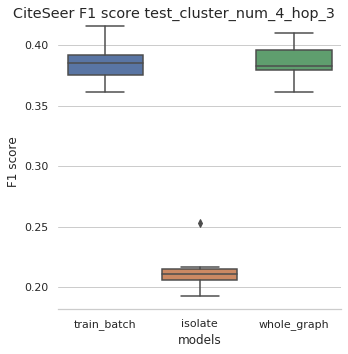 CiteSeer F1 score test_cluster_num_4_hop_3
0.40
0.35
0.30
0.25
0.20
F1 score
train_batch isolate whole_graph
models